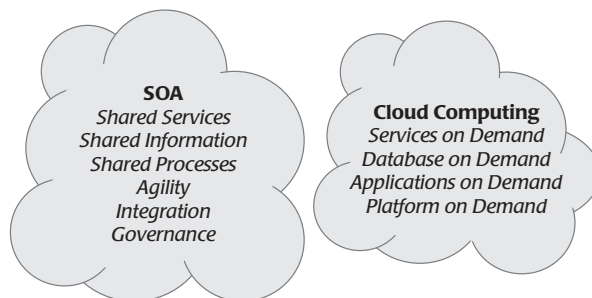 SOA
Shared Services
Shared Information
Shared Processes
Agility
Integration
Governance
Cloud Computing
Services on Demand
Database on Demand
Applications on Demand
Platform on Demand